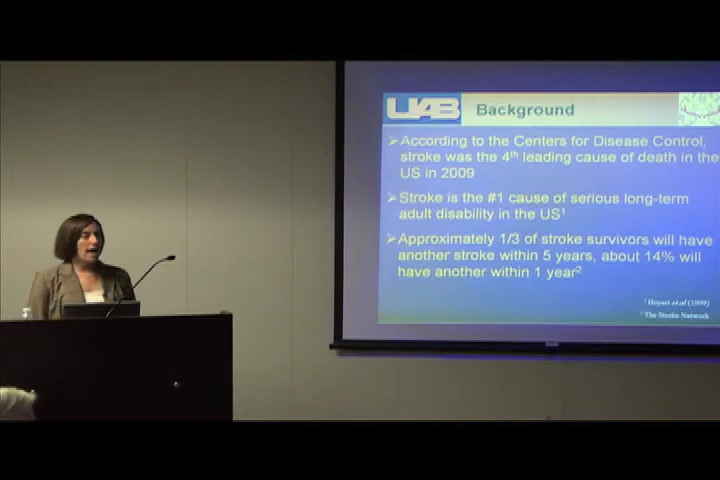 UAB
Background
➢According to the Centers for Disease Control,
stroke was the 4th leading cause of death in the
US in 2009
➢Stroke is the #1 cause of serious long-term
adult disability in the US1
➢Approximately 1/3 of stroke survivors will have
another stroke within 5 years, about 14% will
have another within 1 year2
et al (1999)
2The Stroke Network